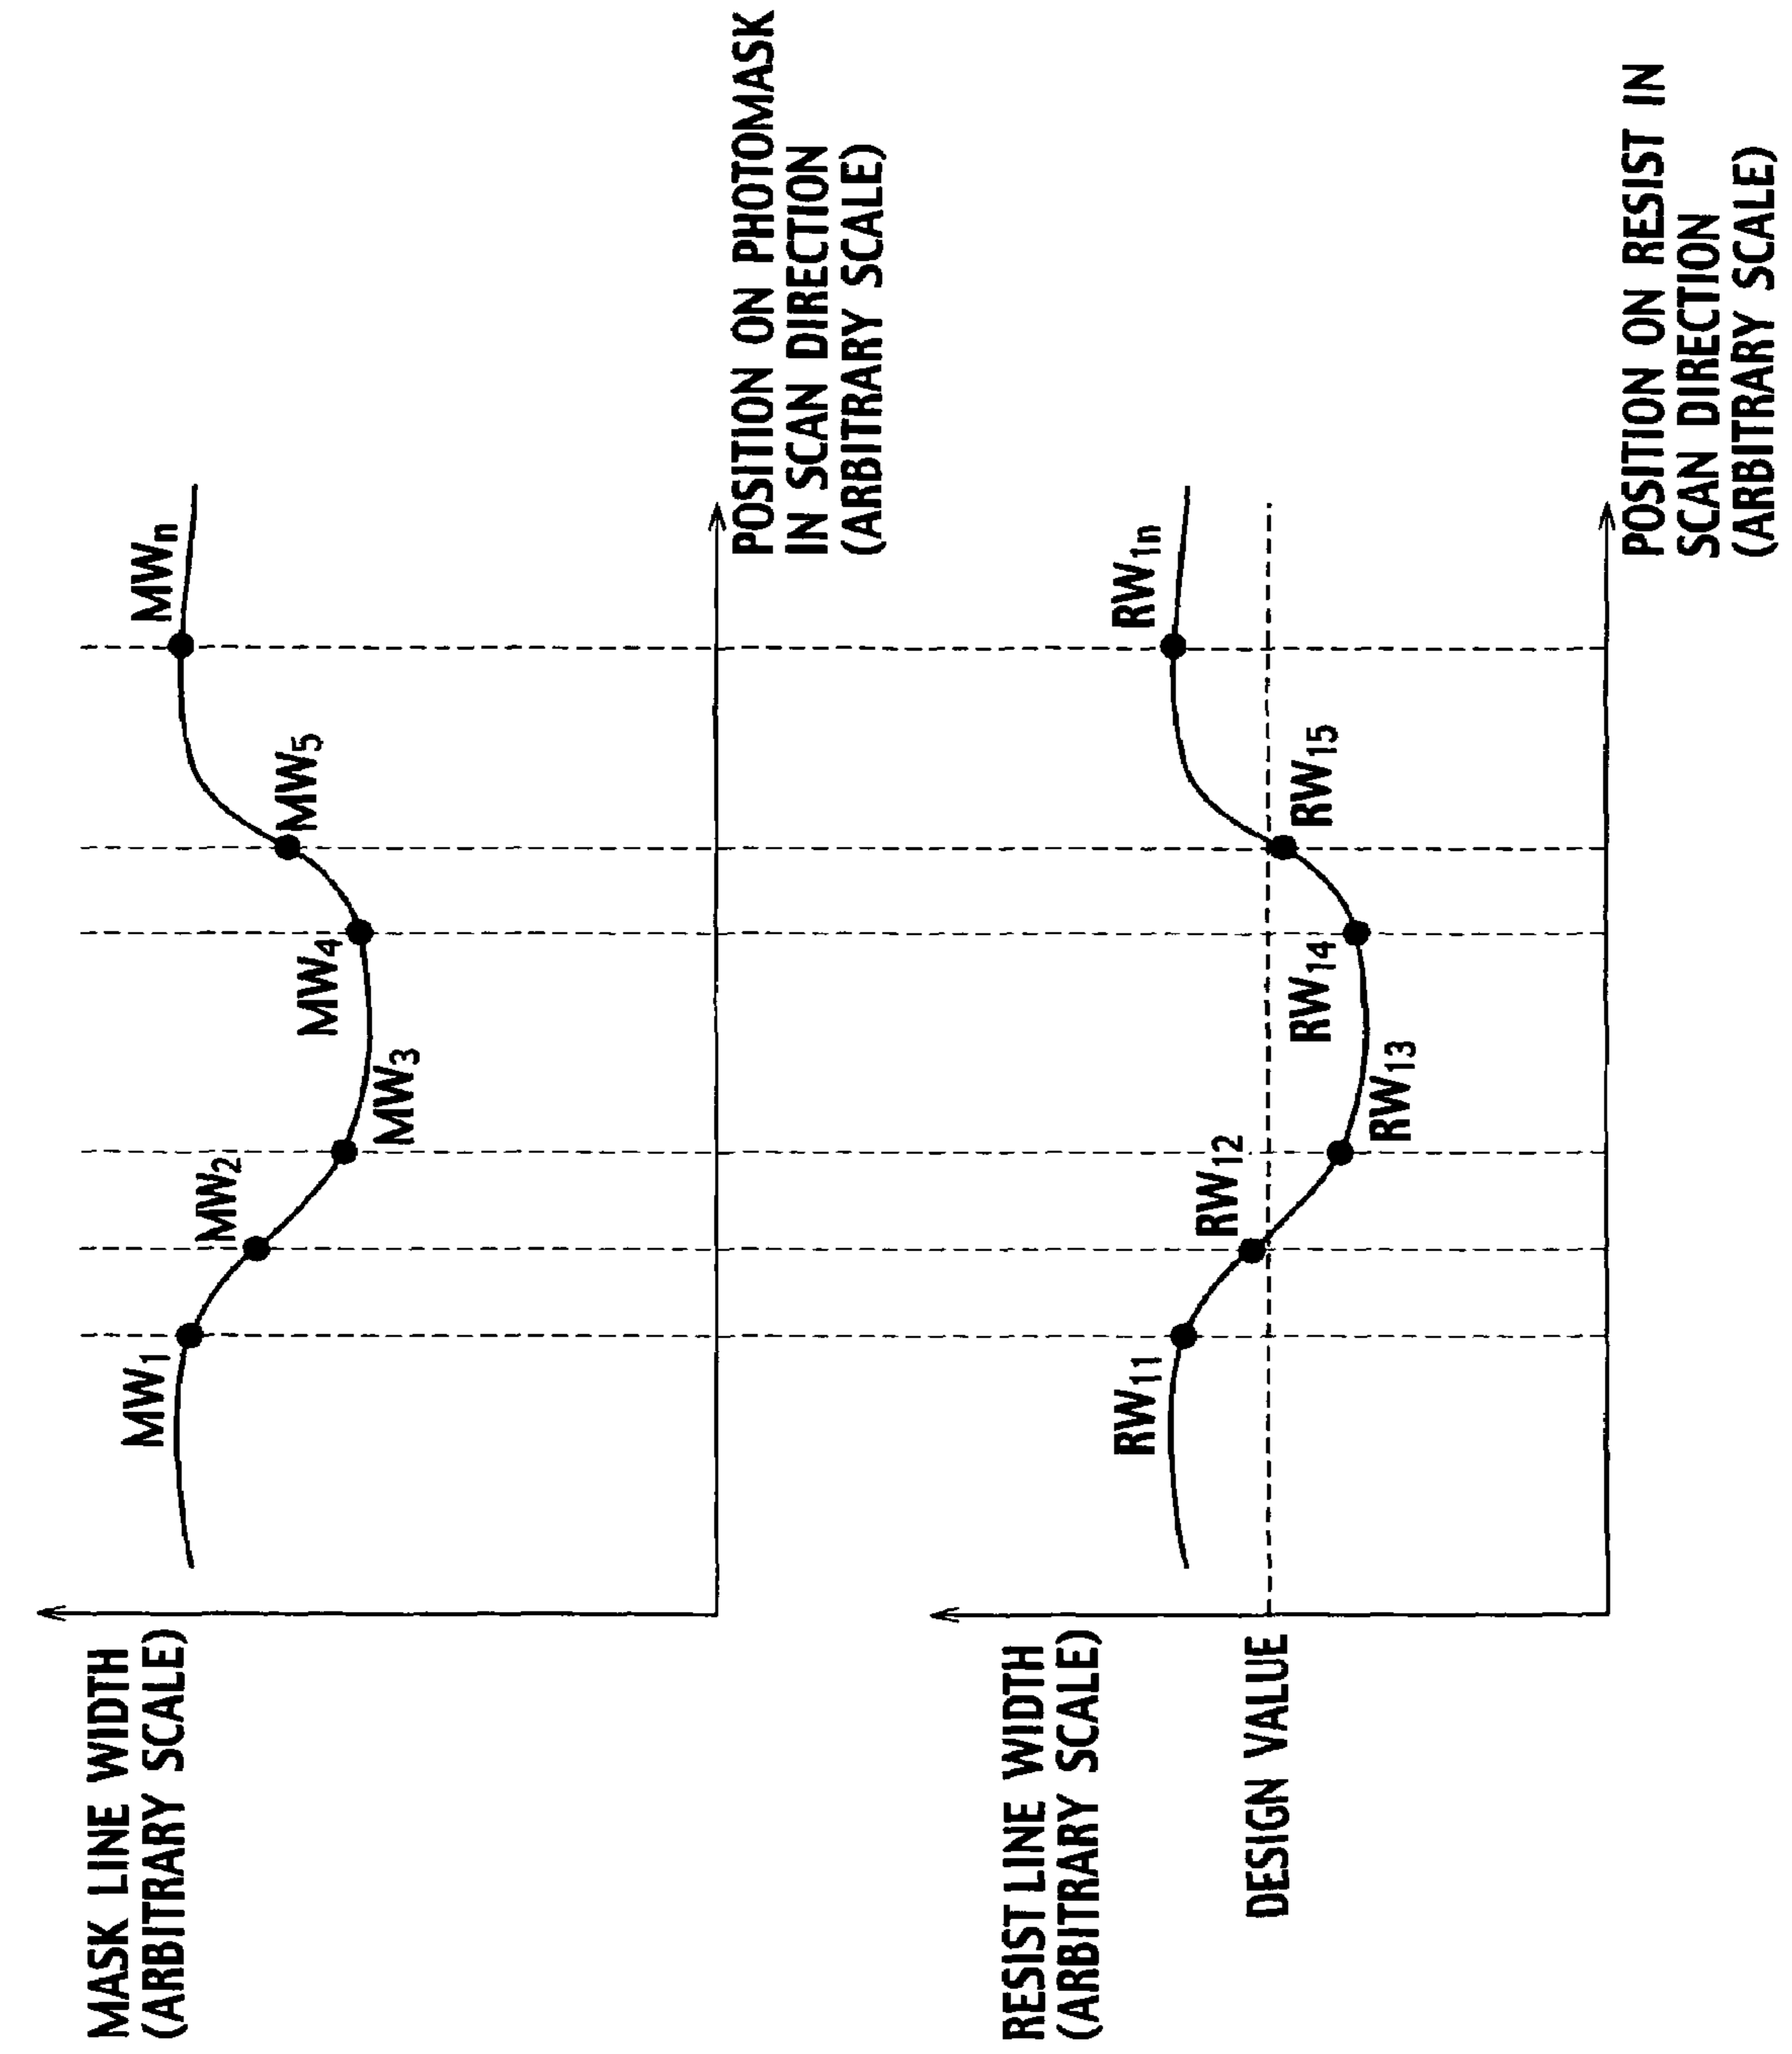 MASK LINE WIDTH
(ARBITRARY SCALE)
MW1
MW2
MW3
MW4
MW5
MWn
POSITION ON PHOTOMASK
IN SCAN DIRECTION
(ARBITRARY SCALE)
RESIST LINE WIDTH
(ARBITRARY SCALE)
DESIGN VALUE
RW11
RW12
RW13
RW14
RW15
RW1n
POSITION ON RESIST IN
SCAN DIRECTION
(ARBITRARY SCALE)